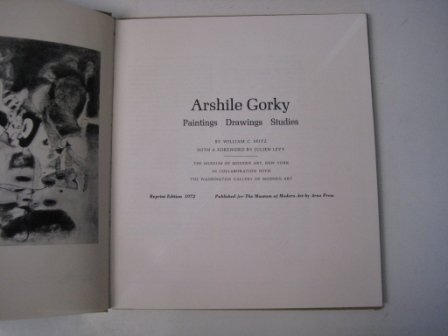 Arshile Gorky
Paintings Drawings Studies
BY WILLIAM C. SEITZ
WITH A FOREWORD BY JULIEN LEVY
THE MUSEUM OF MODERN ART, NEW YORK
IN COLLABORATION WITH
THE WASHINGTON GALLERY OF MODERN ART
Reprint Edition 1972 Published for The Museum of Modern Art by Arno Press